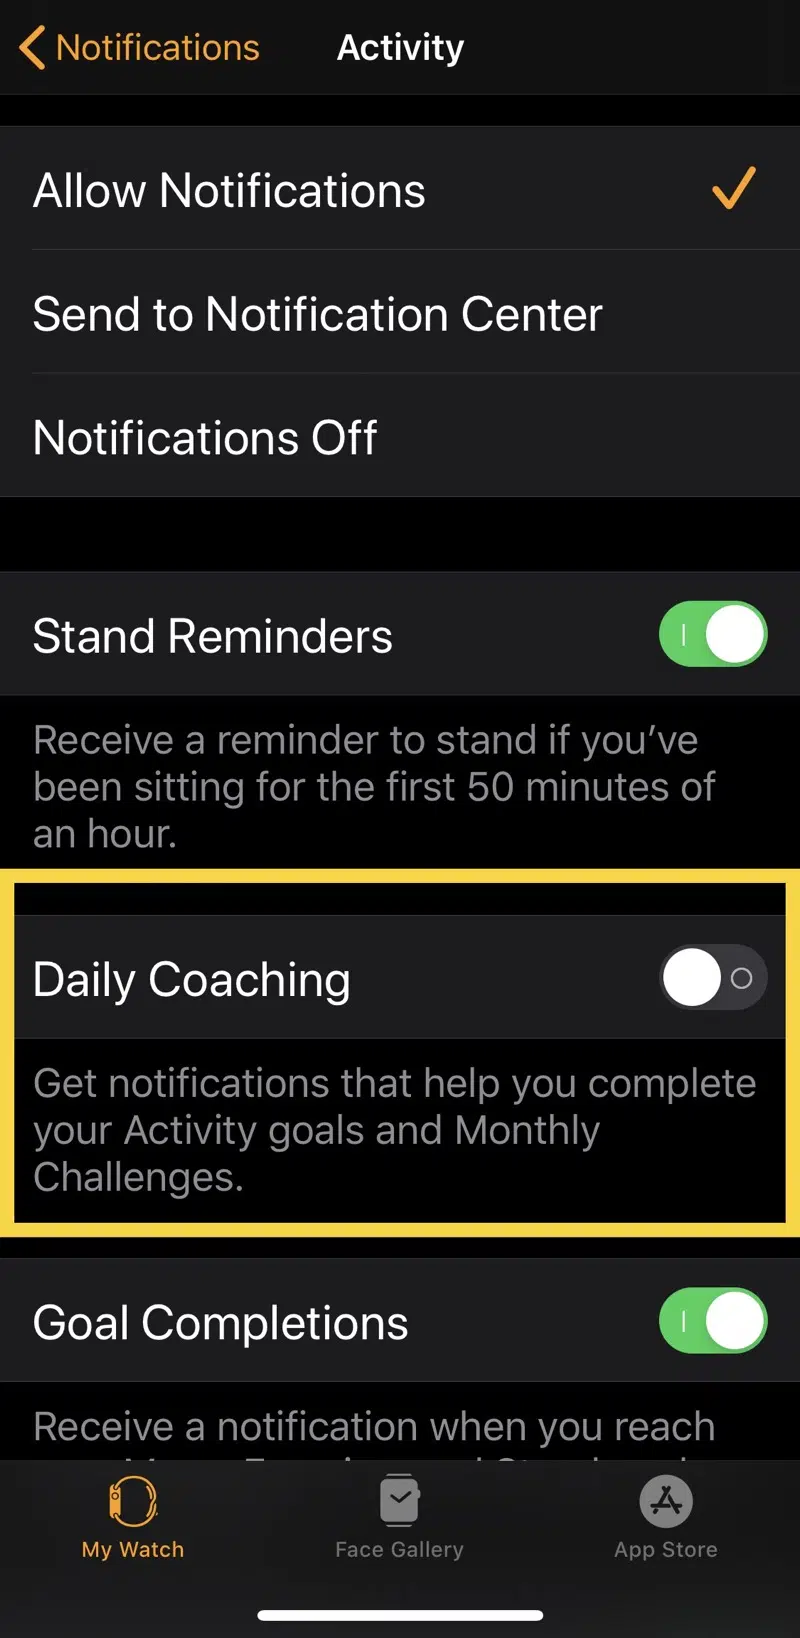 Notifications
Activity
Allow Notifications
Send to Notification Center
Notifications Off
Stand Reminders
Receive a reminder to stand if you’ve
been sitting for the first 50 minutes of
an hour.
Daily Coaching
Get notifications that help you complete
your Activity goals and Monthly
Challenges.
Goal Completions
Receive a notification when you reach
My Watch
Face Gallery
App Store